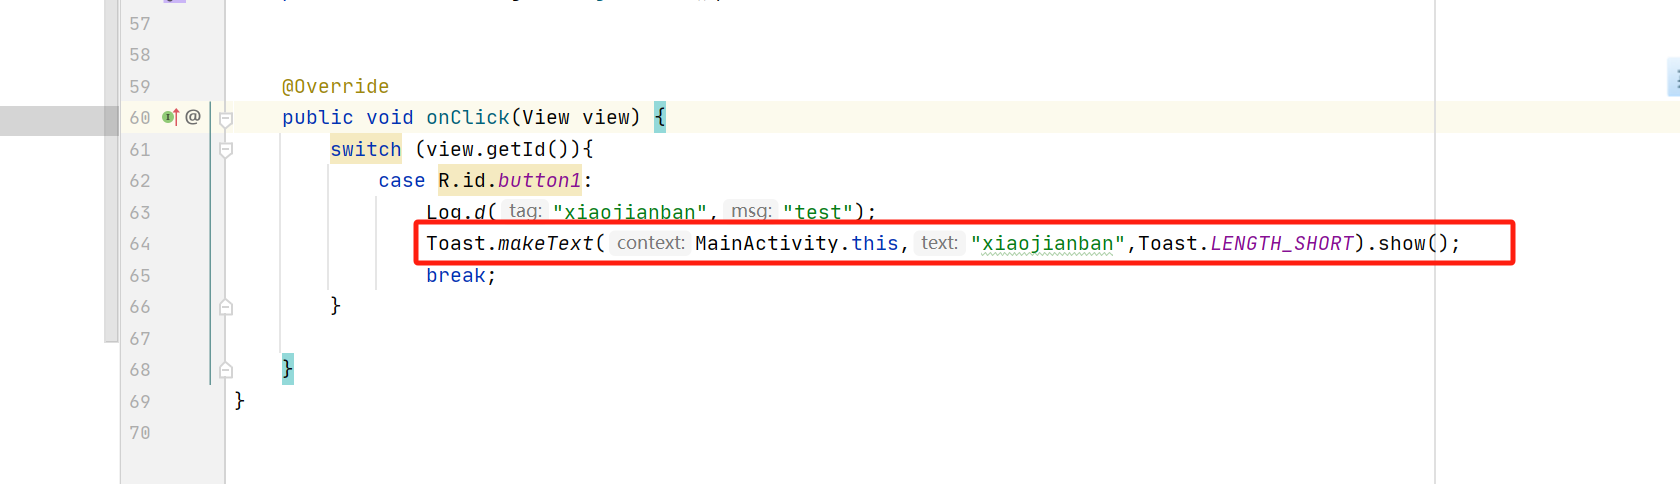 57
58
59 @Override
60 @ public void onClick(View view) {
61 switch (view.getId()){
62 case R.id.button1:
63 Log.d( tag: "xiaojianban", msg: "test");
64 Toast.makeText( context: MainActivity.this, text: "xiaojianban",Toast.LENGTH_SHORT).show();
65 break;
66 }
67
68 }
69 }
70